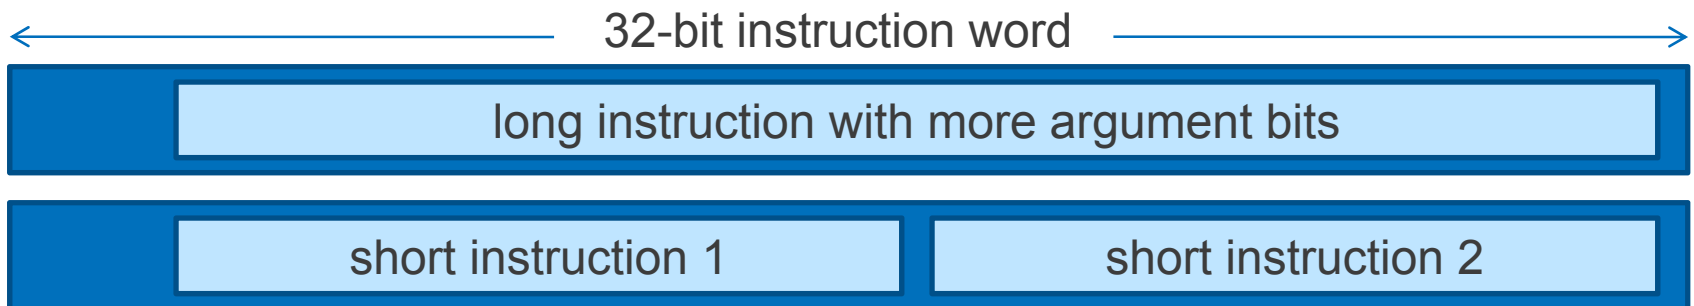 32-bit instruction word
long instruction with more argument bits
short instruction 1 short instruction 2